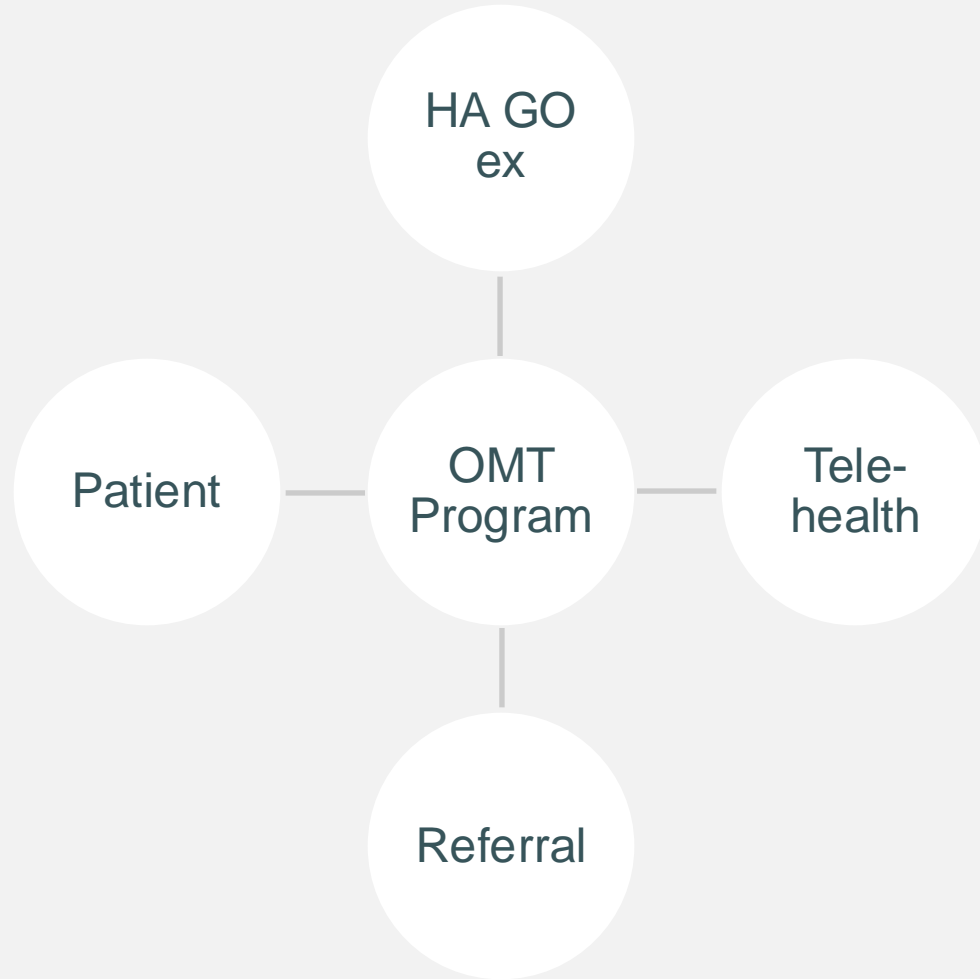 HA GO
ex
Patient
OMT
Program
Tele-
health
Referral